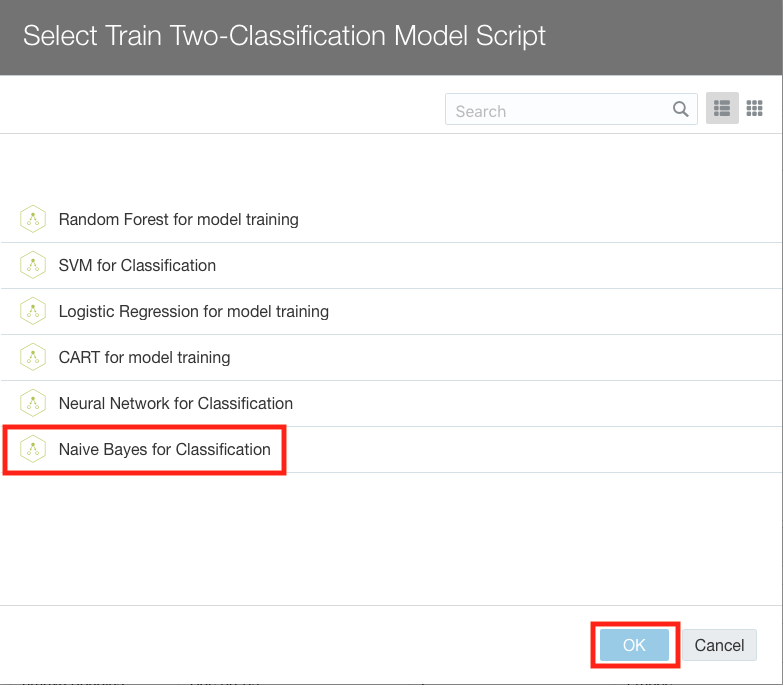 Select Train Two-Classification Model Script
Search
Random Forest for model training
SVM for Classification
Logistic Regression for model training
CART for model training
Neural Network for Classification
Naive Bayes for Classification
OK
Cancel